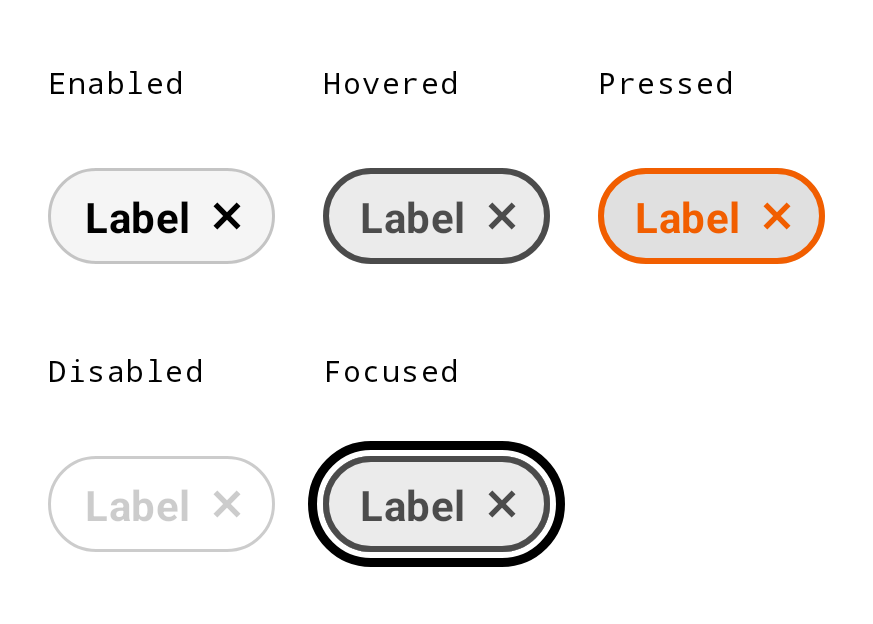 Enabled Hovered Pressed
Label ✕ Label ✕ Label ✕
Disabled Focused
Label ✕ Label ✕